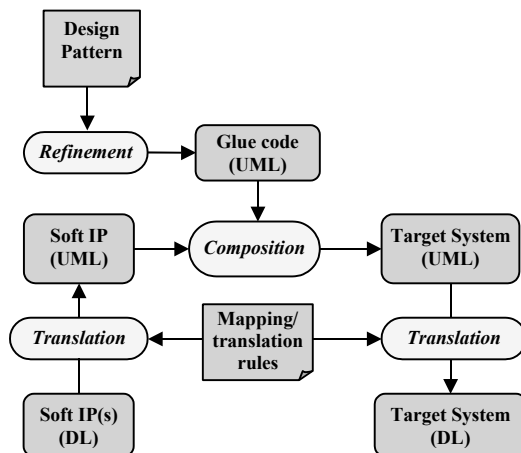 Design
Pattern
Refinement
Glue code
(UML)
Soft IP
(UML)
Composition
Target System
(UML)
Translation
Mapping/
translation
rules
Translation
Soft IP(s)
(DL)
Target System
(DL)